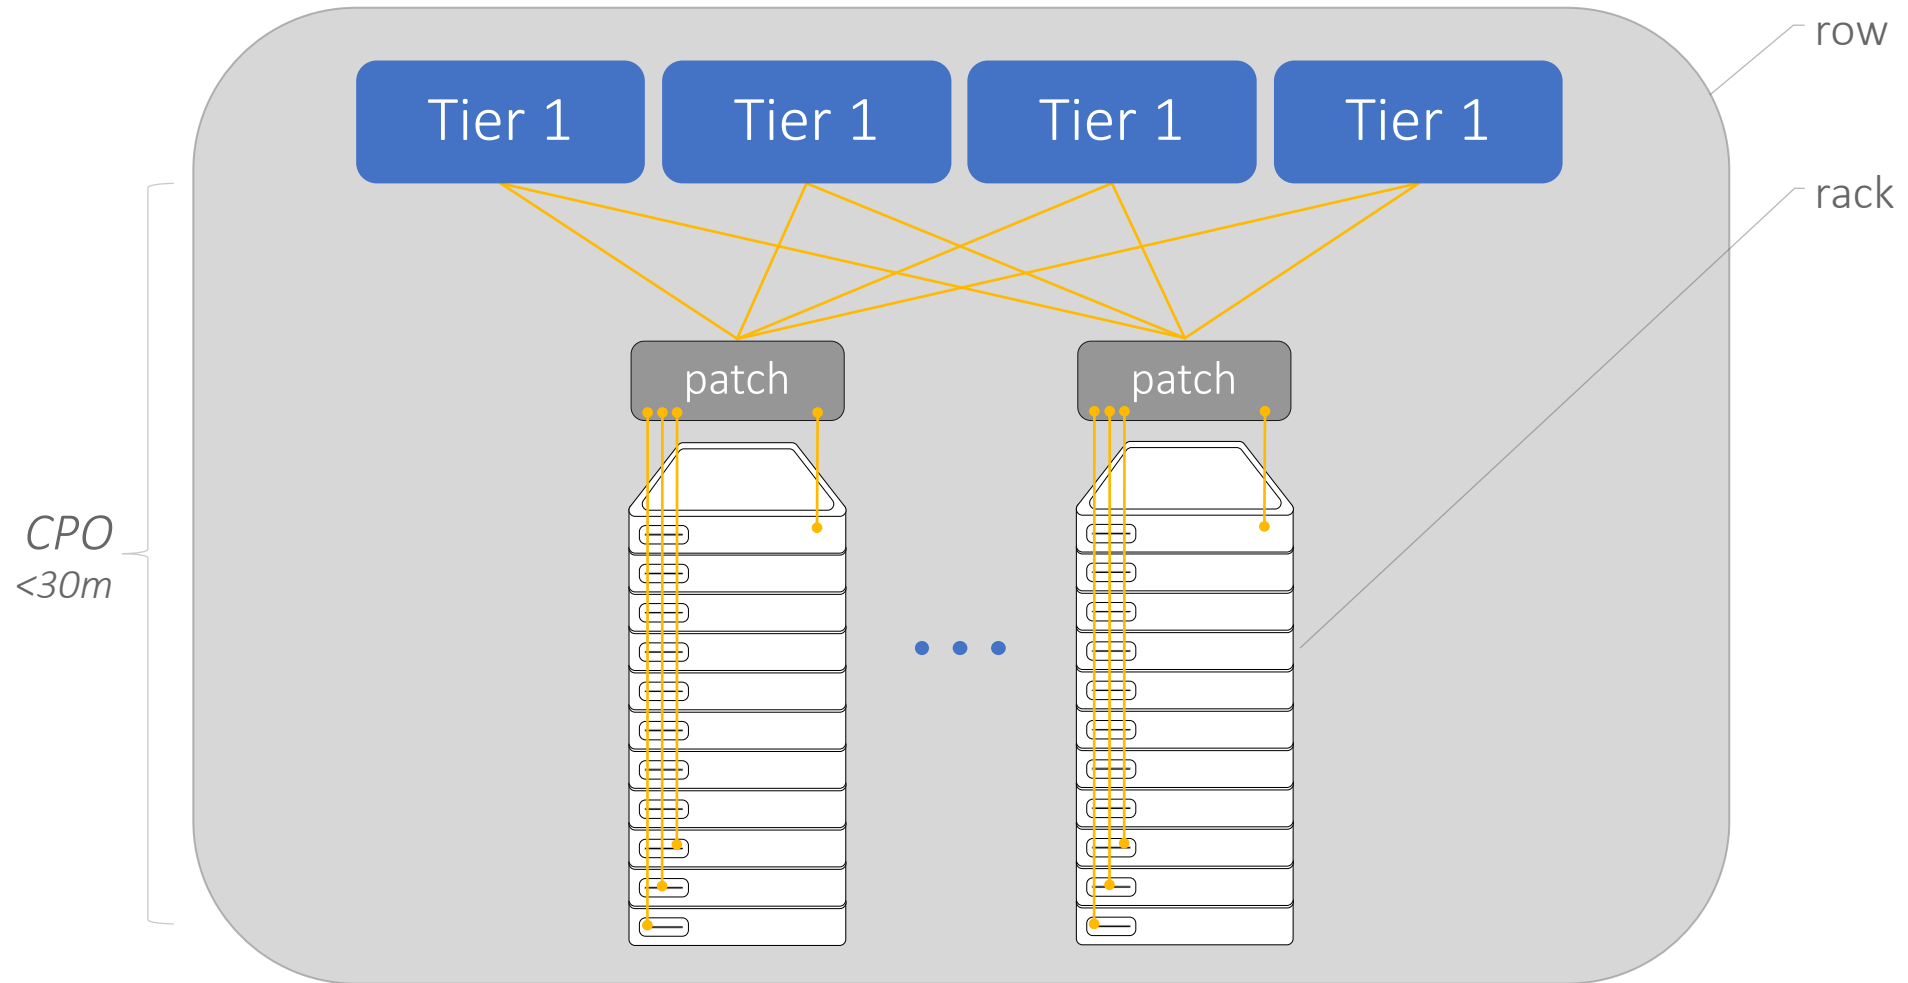 row
Tier 1
Tier 1
Tier 1
Tier 1
rack
patch
patch
CPO
<30m